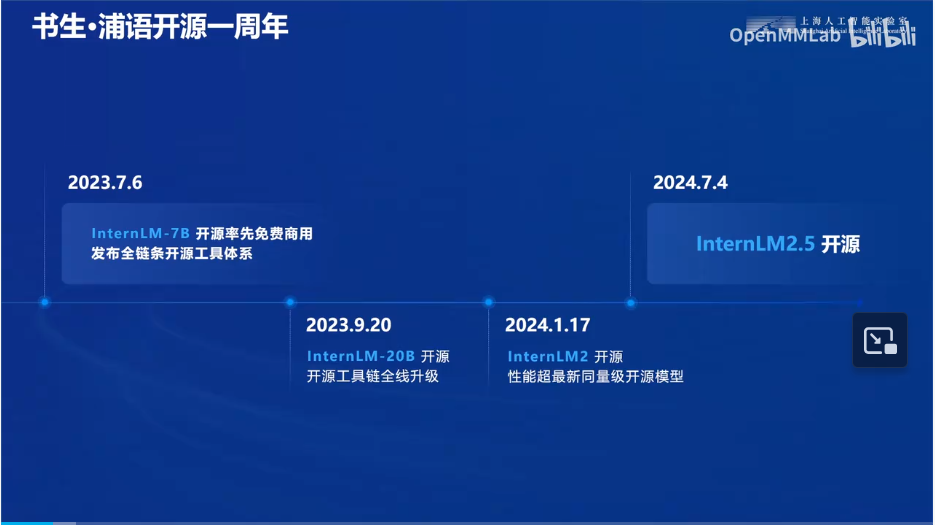 书生·浦语开源一周年
上海人工智能实验室
OpenMMLab bilibili
2023.7.6
InternLM-7B 开源率先免费商用
发布全链条开源工具体系
2023.9.20
InternLM-20B 开源
开源工具链全线升级
2024.1.17
InternLM2 开源
性能超最新同量级开源模型
2024.7.4
InternLM2.5 开源